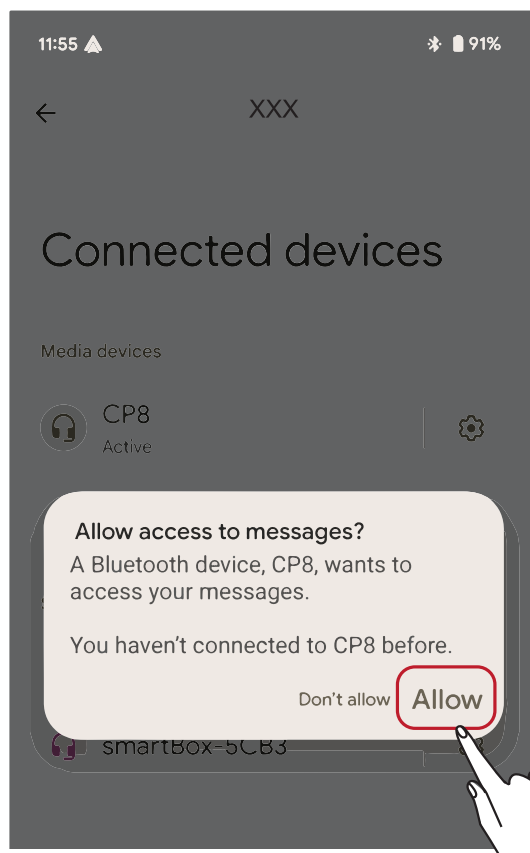 11:55 91%
XXX
Connected devices
Media devices
CP8
Active
Allow access to messages?
A Bluetooth device, CP8, wants to
access your messages.
You haven't connected to CP8 before.
Don't allow Allow
smartBox-5CB3